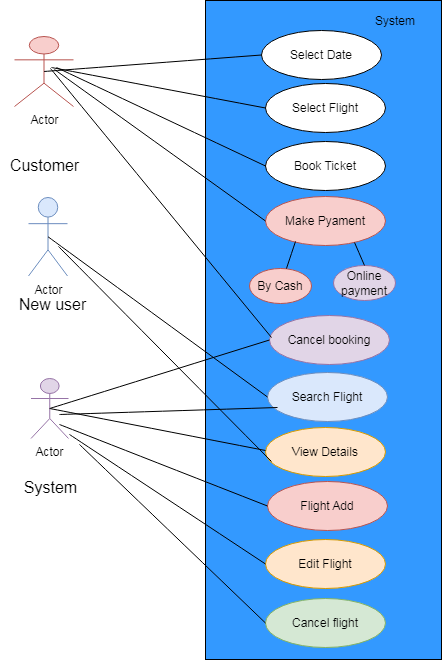 System
Select Date
Select Flight
Actor
Customer
Book Ticket
Make Pyament
By Cash
Online
payment
Actor
New user
Cancel booking
Search Flight
Actor
View Details
System
Flight Add
Edit Flight
Cancel flight